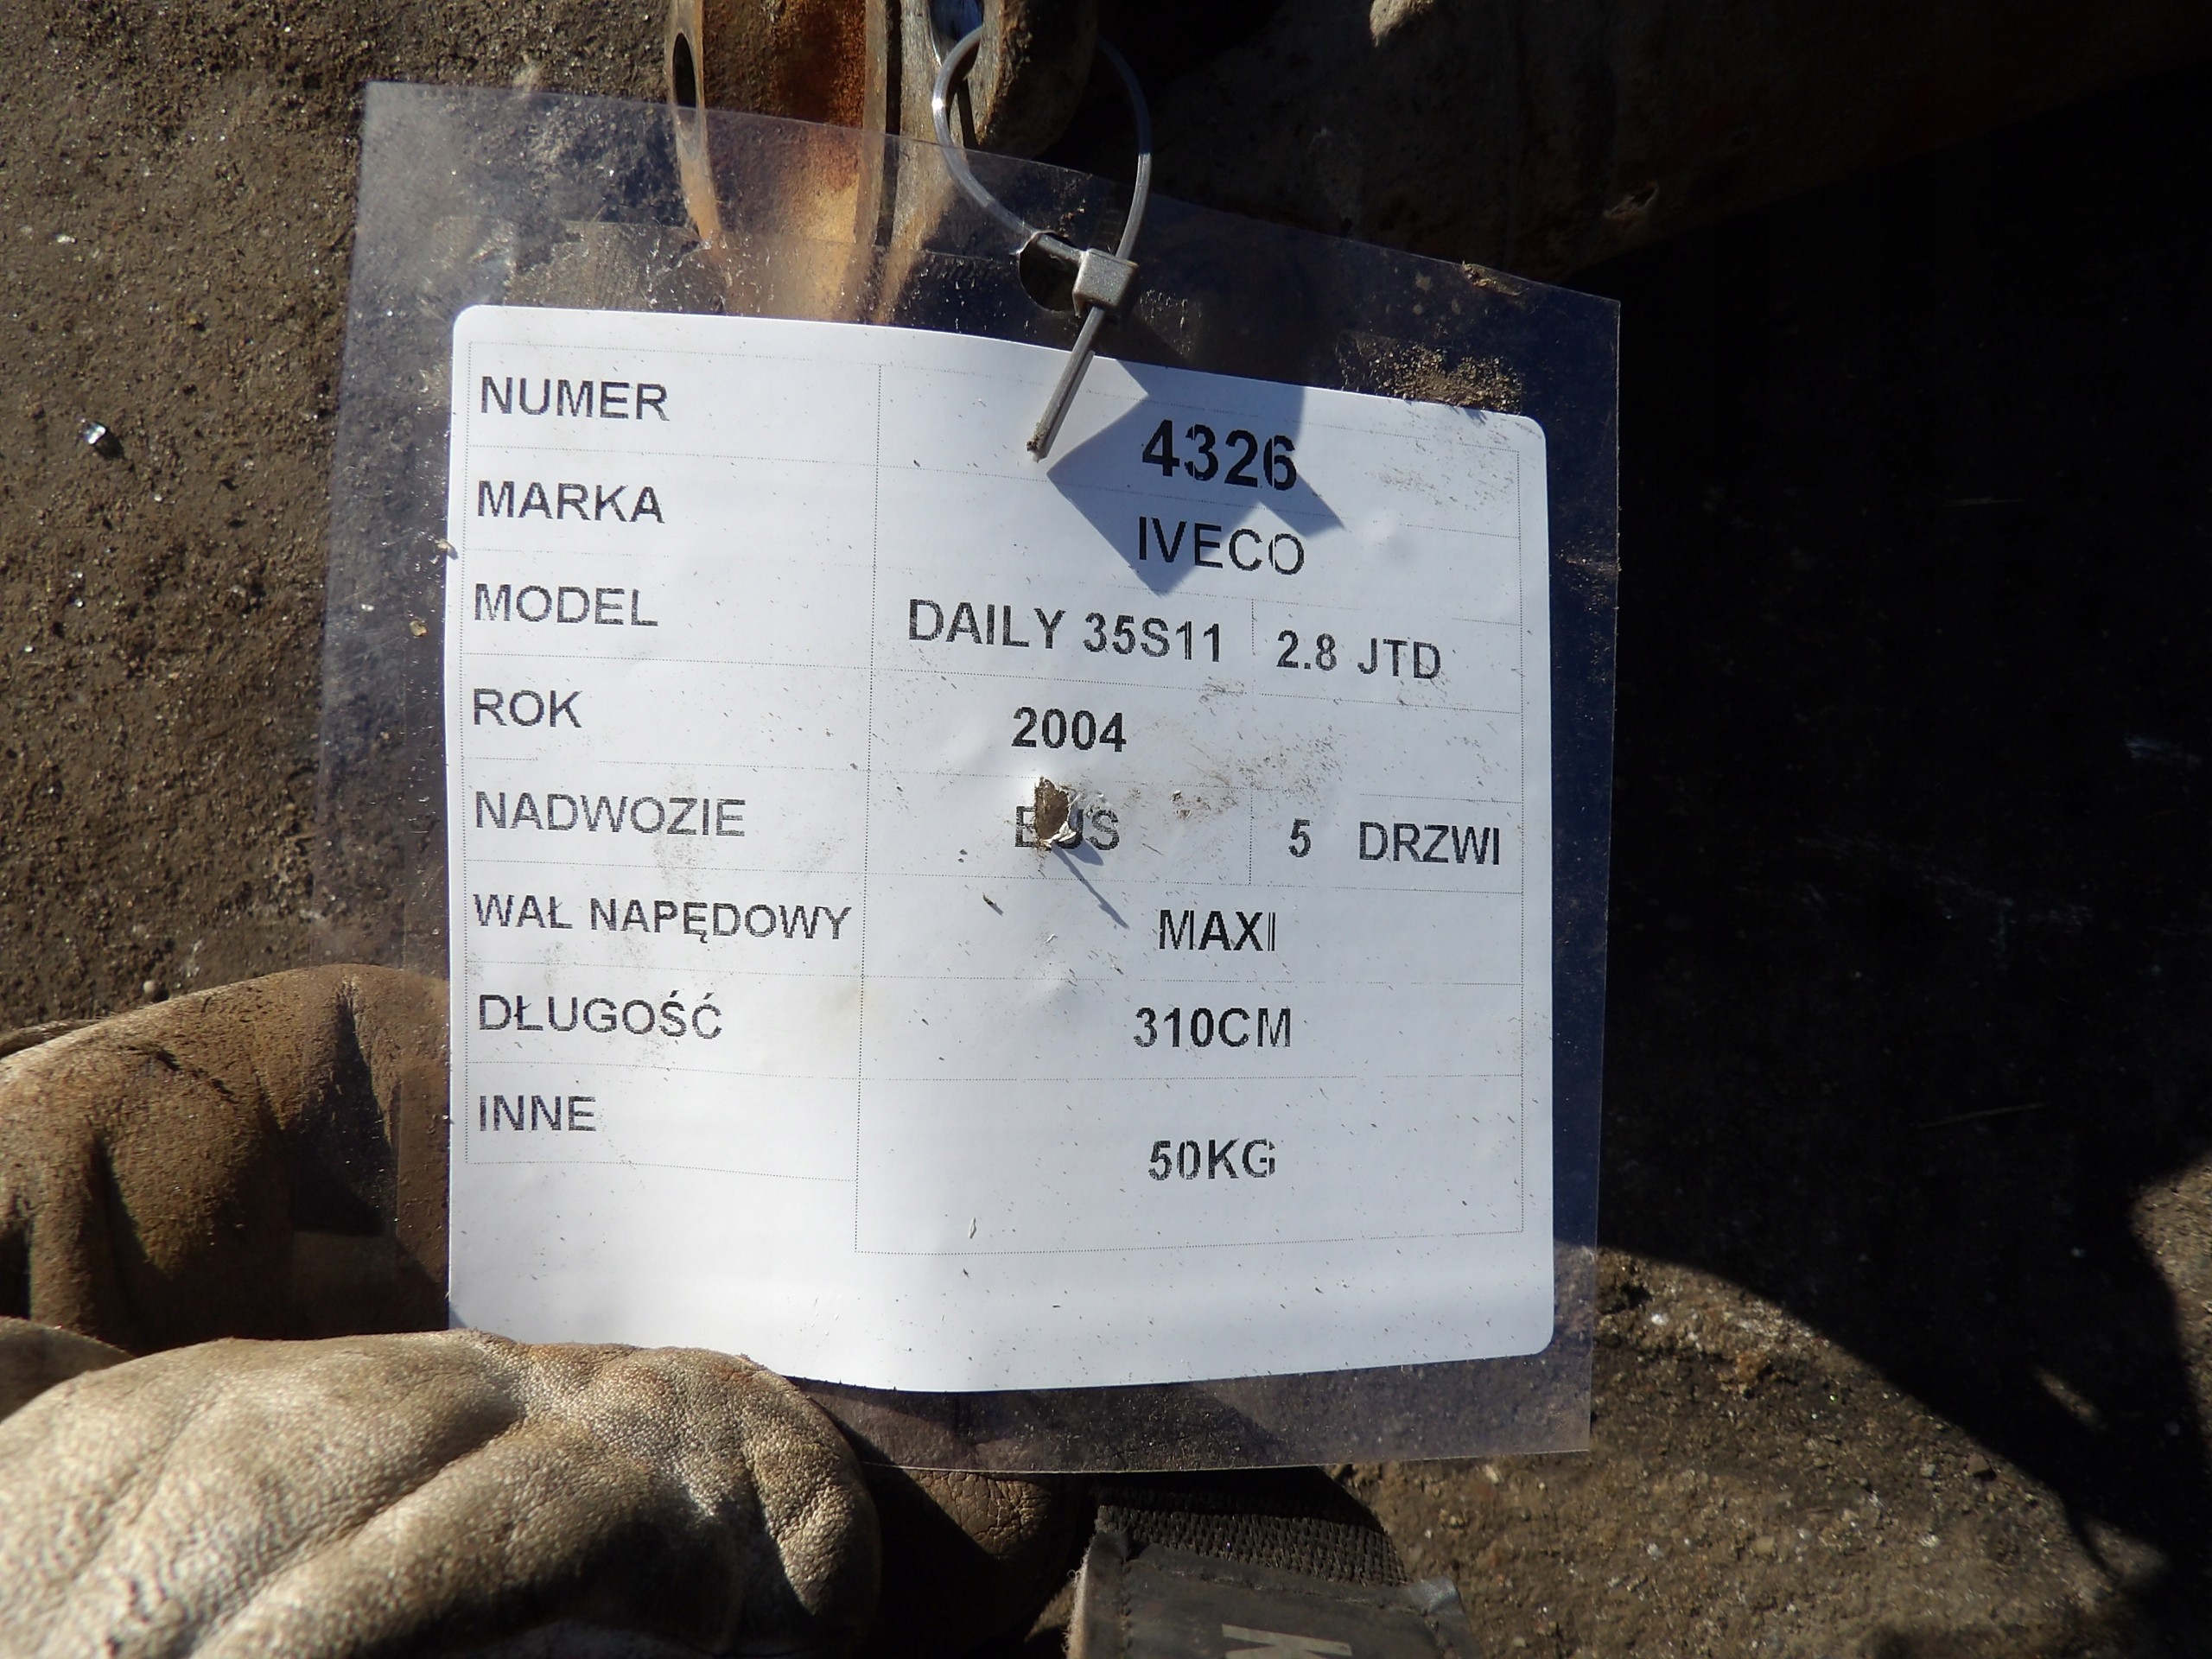 NUMER 4326
MARKA IVECO
MODEL DAILY 35S11 2.8 JTD
ROK 2004
NADWOZIE BUS 5 DRZWI
WAŁ NAPĘDOWY MAXI
DŁUGOŚĆ 310CM
INNE 50KG